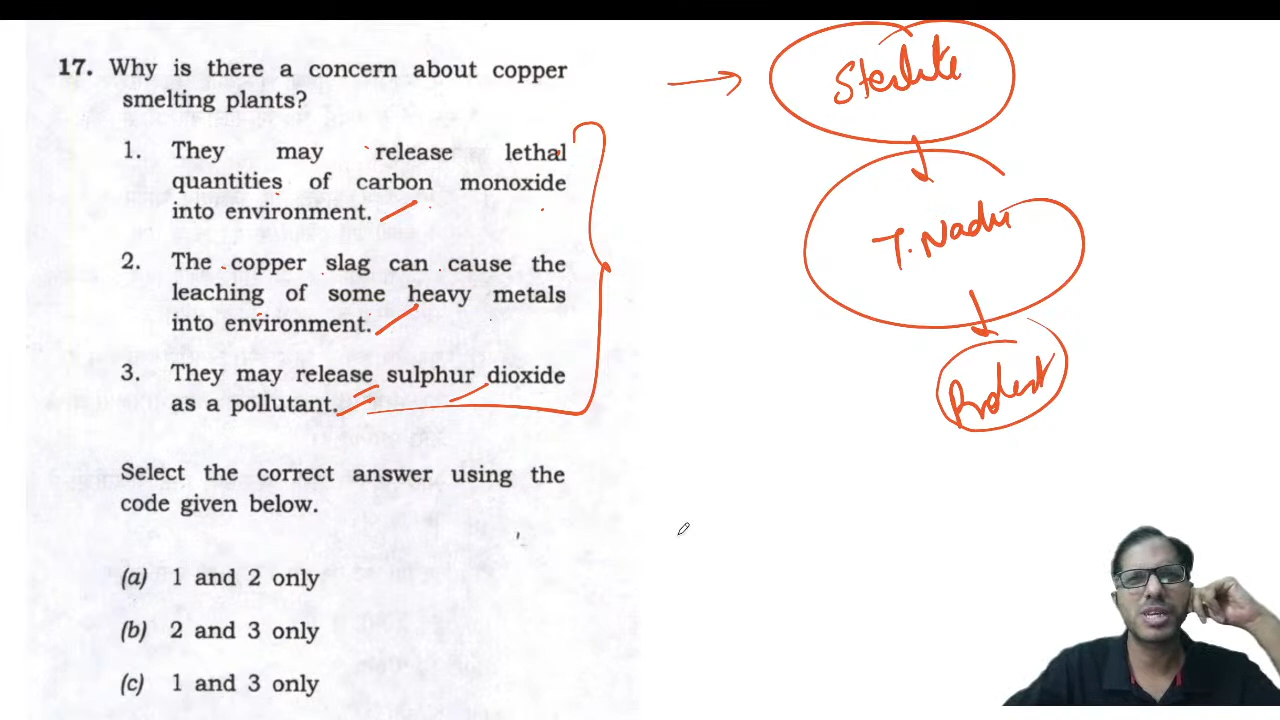 17. Why is there a concern about copper
smelting plants?
1. They may release lethal
quantities of carbon monoxide
into environment.
2. The copper slag can cause the
leaching of some heavy metals
into environment.
3. They may release sulphur dioxide
as a pollutant.
Select the correct answer using the
code given below.
(a) 1 and 2 only
(b) 2 and 3 only
(c) 1 and 3 only
Sterlite
T. Nadu
Protest